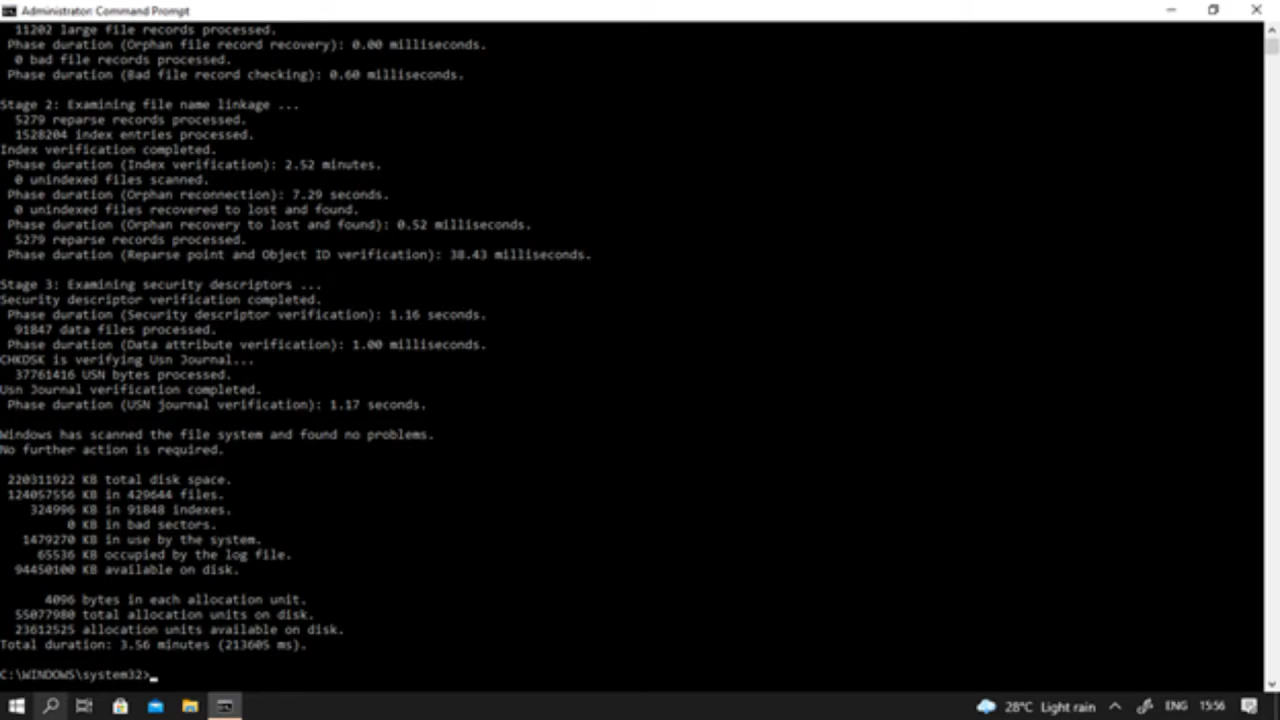 Administrator: Command Prompt
11202 large file records processed.
Phase duration (Orphan file record recovery): 0.00 milliseconds.
0 bad file records processed.
Phase duration (Bad file record checking): 0.60 milliseconds.
Stage 2: Examining file name linkage ...
5279 reparse records processed.
1528204 index entries processed.
Index verification completed.
Phase duration (Index verification): 2.52 minutes.
0 unindexed files scanned.
Phase duration (Orphan reconnection): 7.29 seconds.
0 unindexed files recovered to lost and found.
Phase duration (Orphan recovery to lost and found): 0.52 milliseconds.
5279 reparse records processed.
Phase duration (Reparse point and Object ID verification): 38.43 milliseconds.
Stage 3: Examining security descriptors ...
Security descriptor verification completed.
Phase duration (Security descriptor verification): 1.16 seconds.
91847 data files processed.
Phase duration (Data attribute verification): 1.00 milliseconds.
CHKDSK is verifying Usn Journal...
37761416 USN bytes processed.
Usn Journal verification completed.
Phase duration (USN journal verification): 1.17 seconds.
Windows has scanned the file system and found no problems.
No further action is required.
220311922 KB total disk space.
124057556 KB in 429644 files.
324996 KB in 91848 indexes.
0 KB in bad sectors.
1479270 KB in use by the system.
65536 KB occupied by the log file.
94450100 KB available on disk.
4096 bytes in each allocation unit.
55077980 total allocation units on disk.
23612525 allocation units available on disk.
Total duration: 3.56 minutes (213605 ms).
C:\WINDOWS\system32>
28°C Light rain ENG 15:56